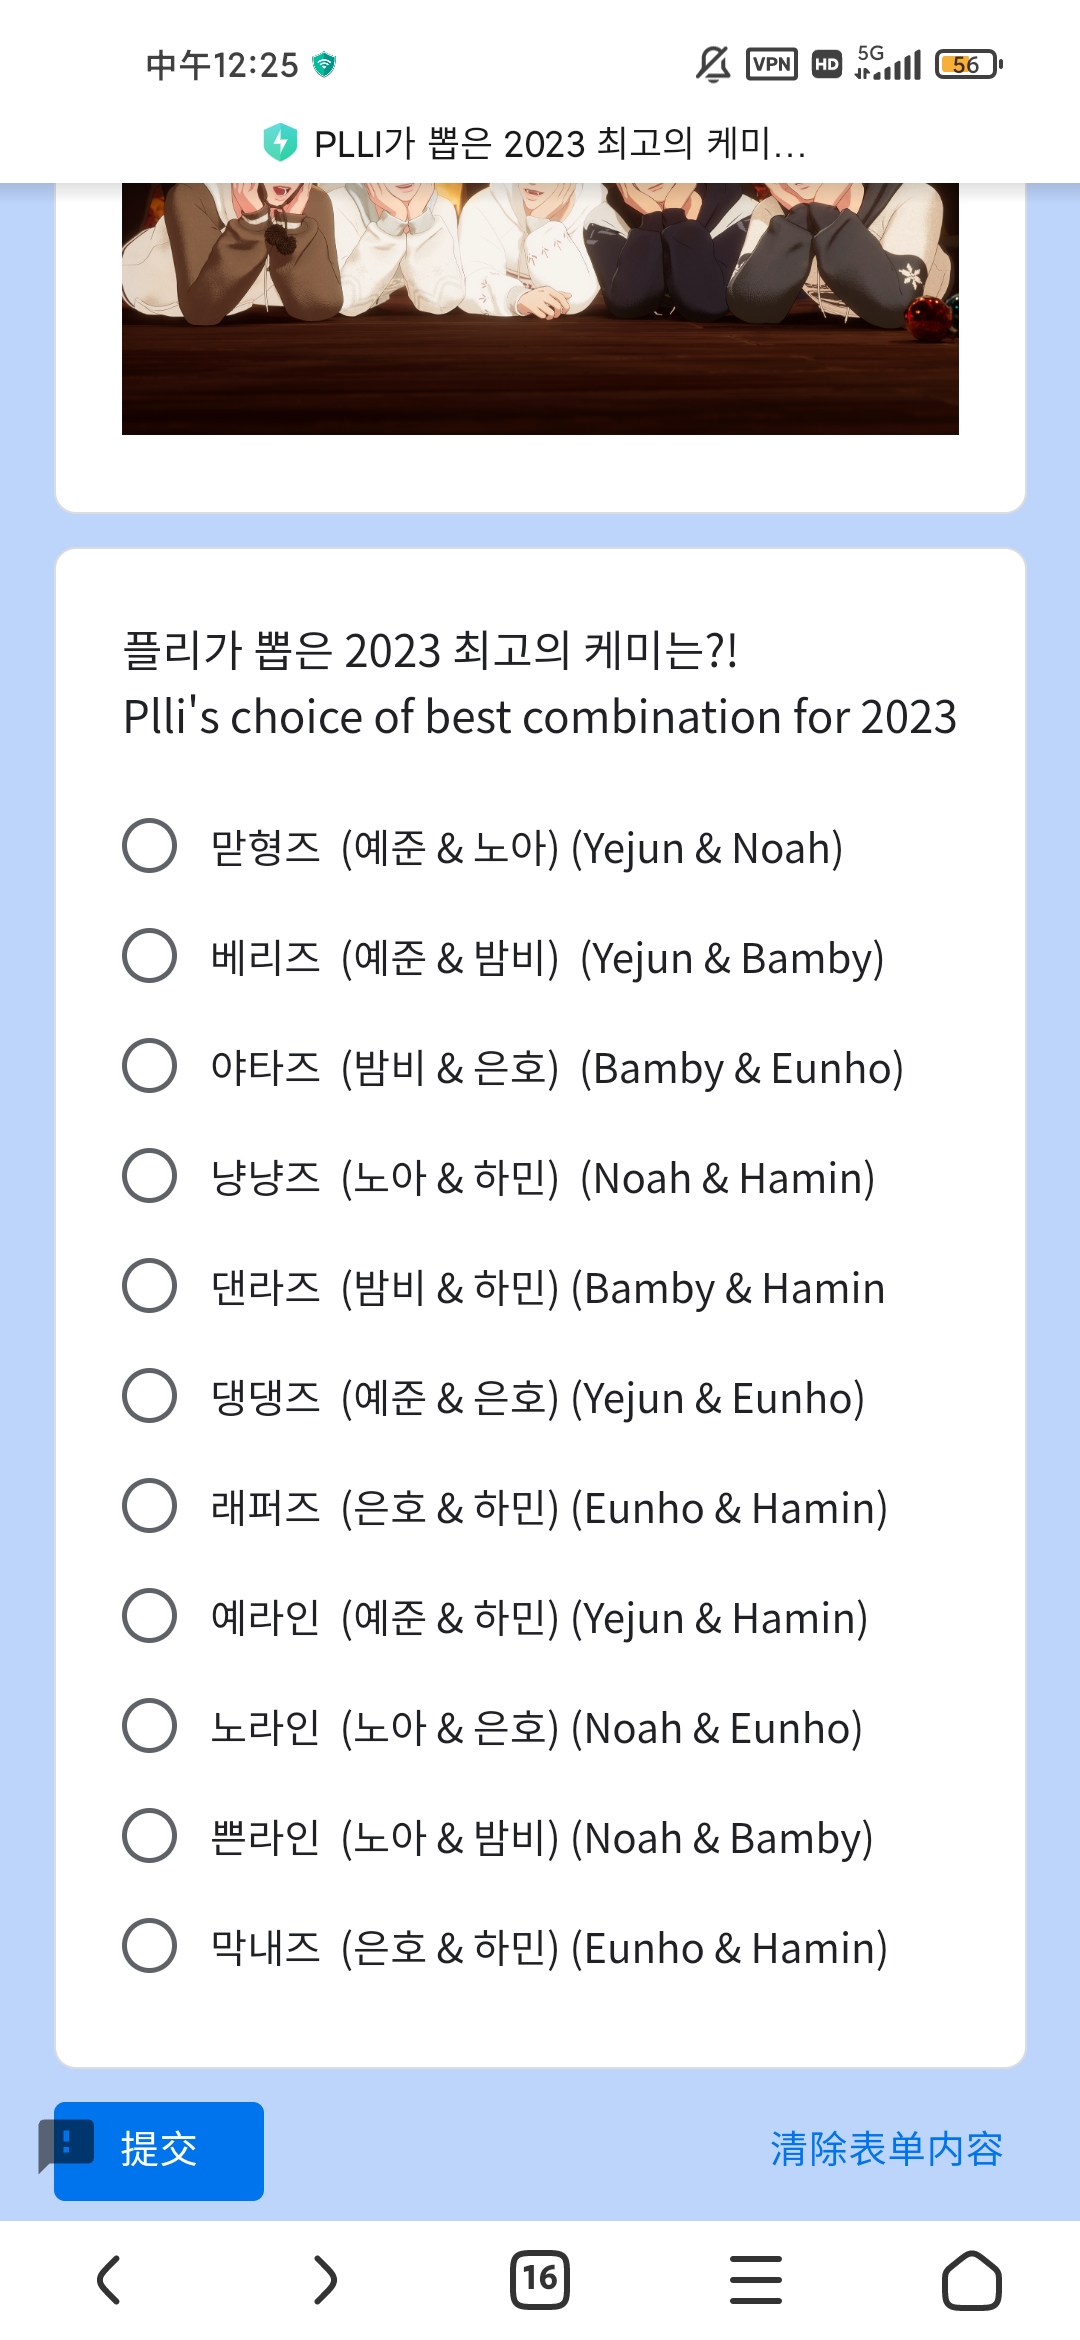 中午12:25
VPN HD 5G 56
PLLI가 뽑은 2023 최고의 케미...
플리가 뽑은 2023 최고의 케미는?!
Plli's choice of best combination for 2023
맏형즈 (예준 & 노아) (Yejun & Noah)
베리즈 (예준 & 밤비) (Yejun & Bamby)
야타즈 (밤비 & 은호) (Bamby & Eunho)
냥냥즈 (노아 & 하민) (Noah & Hamin)
댄라즈 (밤비 & 하민) (Bamby & Hamin
댕댕즈 (예준 & 은호) (Yejun & Eunho)
래퍼즈 (은호 & 하민) (Eunho & Hamin)
예라인 (예준 & 하민) (Yejun & Hamin)
노라인 (노아 & 은호) (Noah & Eunho)
쁜라인 (노아 & 밤비) (Noah & Bamby)
막내즈 (은호 & 하민) (Eunho & Hamin)
提交 清除表单内容
16